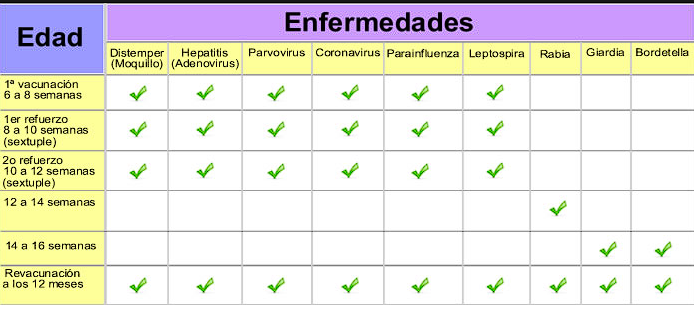 Edad
Enfermedades
Distemper
(Moquillo)
Hepatitis
(Adenovirus)
Parvovirus
Coronavirus
Parainfluenza
Leptospira
Rabia
Giardia
Bordetella
1ª vacunación
6 a 8 semanas
1er refuerzo
8 a 10 semanas
(sextuple)
2o refuerzo
10 a 12 semanas
(sextuple)
12 a 14 semanas
14 a 16 semanas
Revacunación
a los 12 meses